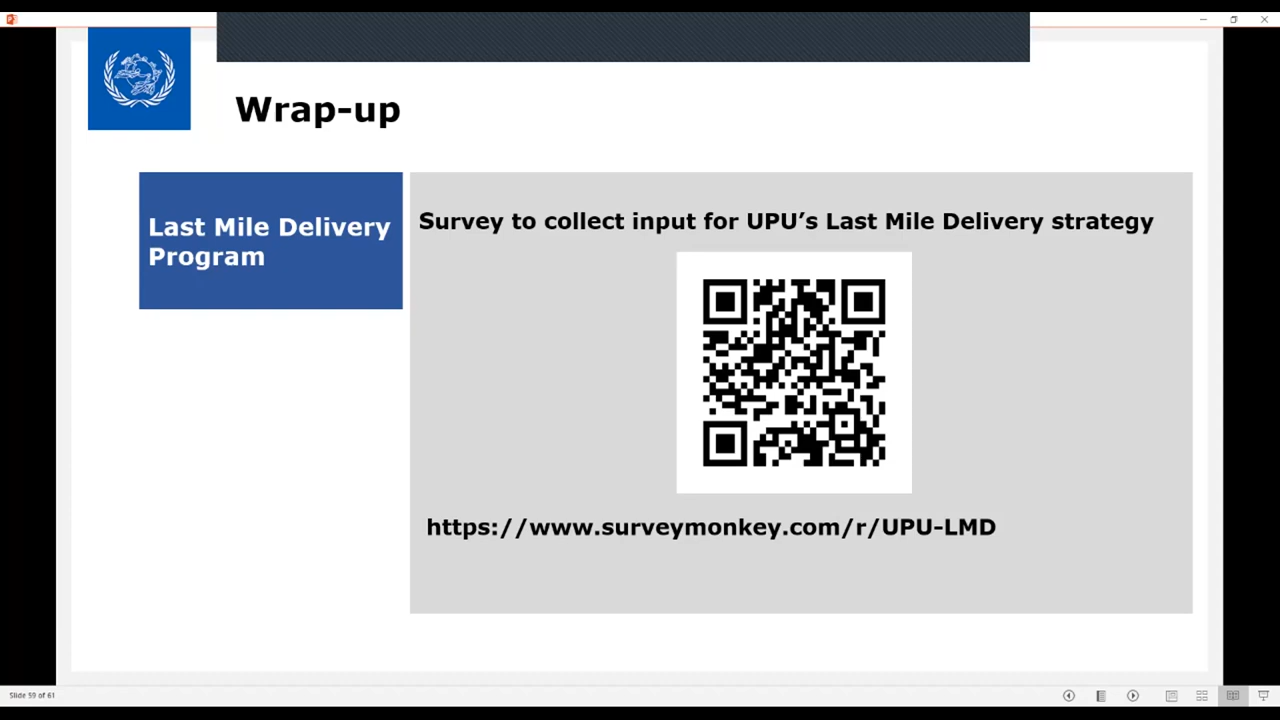 Wrap-up
Last Mile Delivery
Program
Survey to collect input for UPU’s Last Mile Delivery strategy
https://www.surveymonkey.com/r/UPU-LMD
Slide 59 of 61